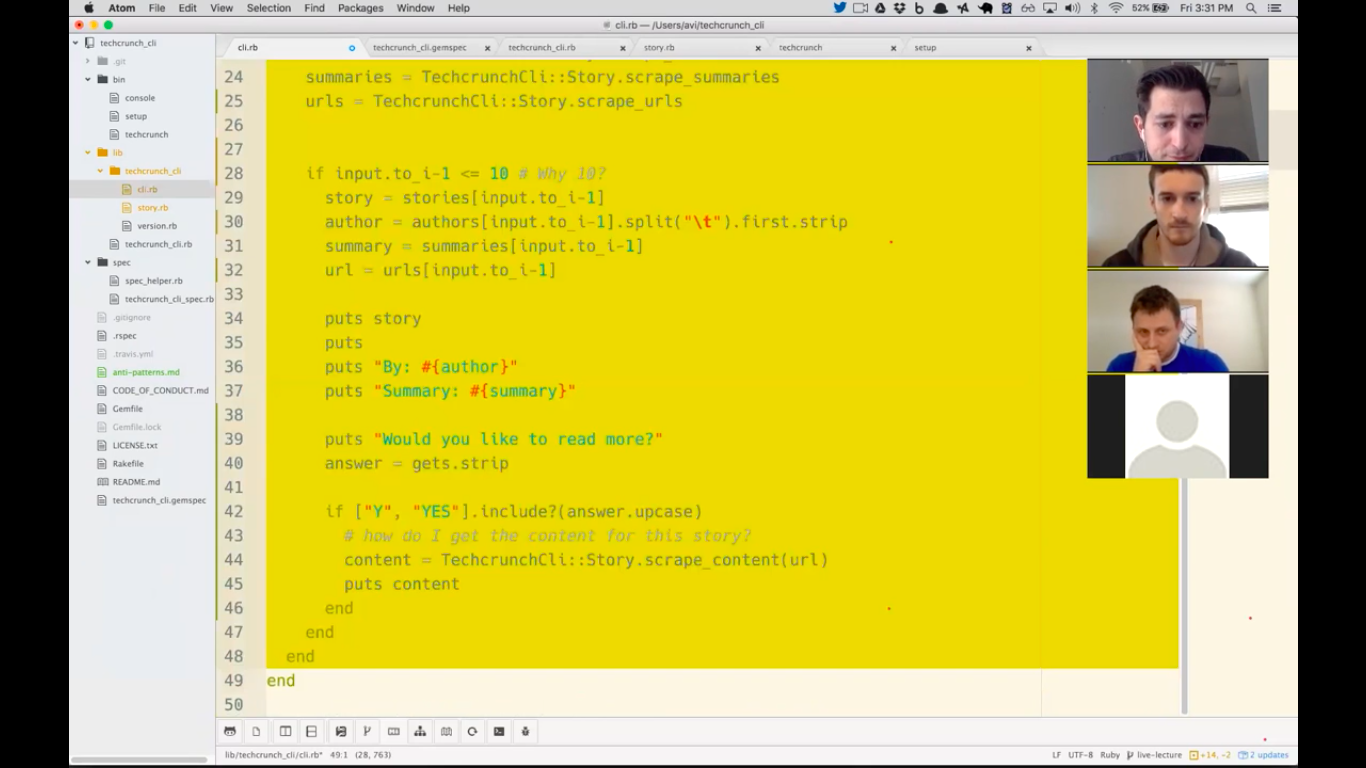 Atom File Edit View Selection Find Packages Window Help 52% Fri 3:31 PM
cli.rb — /Users/avi/techcrunch_cli
techcrunch_cli
.git
bin
console
setup
techcrunch
lib
techcrunch_cli
cli.rb
story.rb
version.rb
techcrunch_cli.rb
spec
spec_helper.rb
techcrunch_cli_spec.rb
.gitignore
.rspec
.travis.yml
anti-patterns.md
CODE_OF_CONDUCT.md
Gemfile
Gemfile.lock
LICENSE.txt
Rakefile
README.md
techcrunch_cli.gemspec
cli.rb techcrunch_cli.gemspec techcrunch_cli.rb story.rb techcrunch setup
24 summaries = TechcrunchCli::Story.scrape_summaries
25 urls = TechcrunchCli::Story.scrape_urls
26
27
28 if input.to_i-1 <= 10 # Why 10?
29 story = stories[input.to_i-1]
30 author = authors[input.to_i-1].split("\t").first.strip
31 summary = summaries[input.to_i-1]
32 url = urls[input.to_i-1]
33
34 puts story
35 puts
36 puts "By: #{author}"
37 puts "Summary: #{summary}"
38
39 puts "Would you like to read more?"
40 answer = gets.strip
41
42 if ["Y", "YES"].include?(answer.upcase)
43 # how do I get the content for this story?
44 content = TechcrunchCli::Story.scrape_content(url)
45 puts content
46 end
47 end
48 end
49 end
50
lib/techcrunch_cli/cli.rb* 49:1 (28, 763) LF UTF-8 Ruby live-lecture +14, -2 2 updates